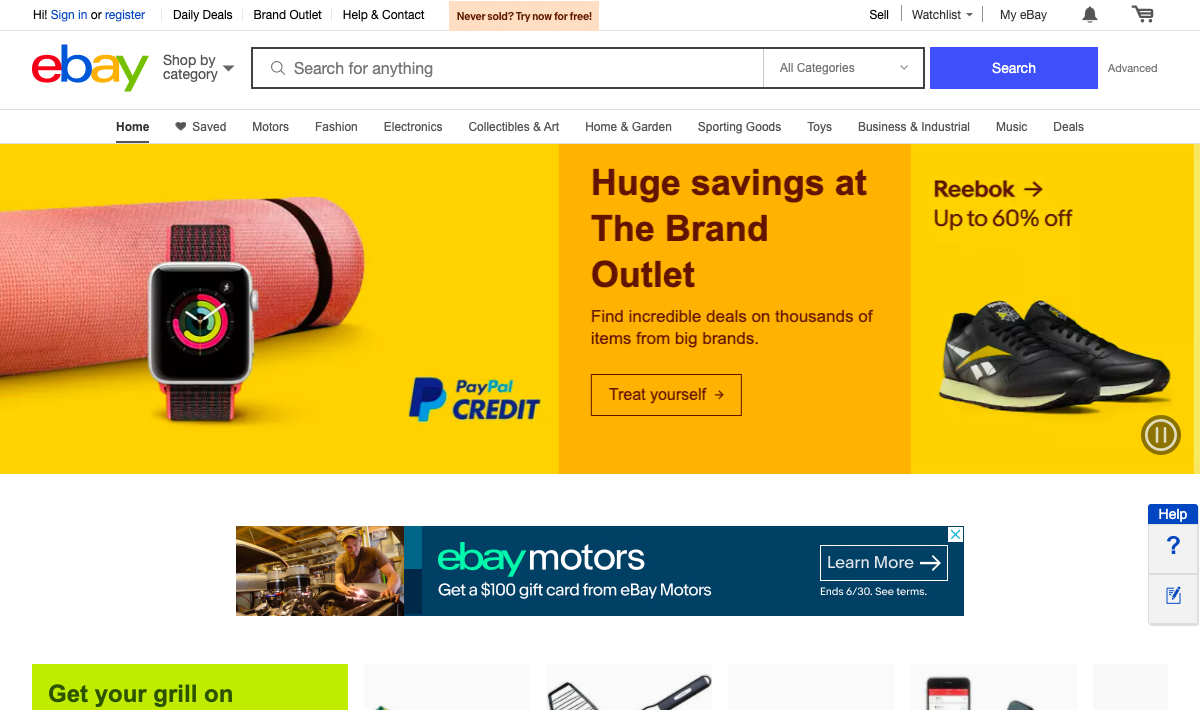 Hi! Sign in or register
Daily Deals
Brand Outlet
Help & Contact
Never sold? Try now for free!
Sell
Watchlist
My eBay
ebay
Shop by
category
Search for anything
All Categories
Search
Advanced
Home
Saved
Motors
Fashion
Electronics
Collectibles & Art
Home & Garden
Sporting Goods
Toys
Business & Industrial
Music
Deals
PayPal
CREDIT
Huge savings at
The Brand
Outlet
Find incredible deals on thousands of
items from big brands.
Treat yourself →
Reebok →
Up to 60% off
Help
?
ebay motors
Get a $100 gift card from eBay Motors
Learn More →
Ends 6/30. See terms.
Get your grill on